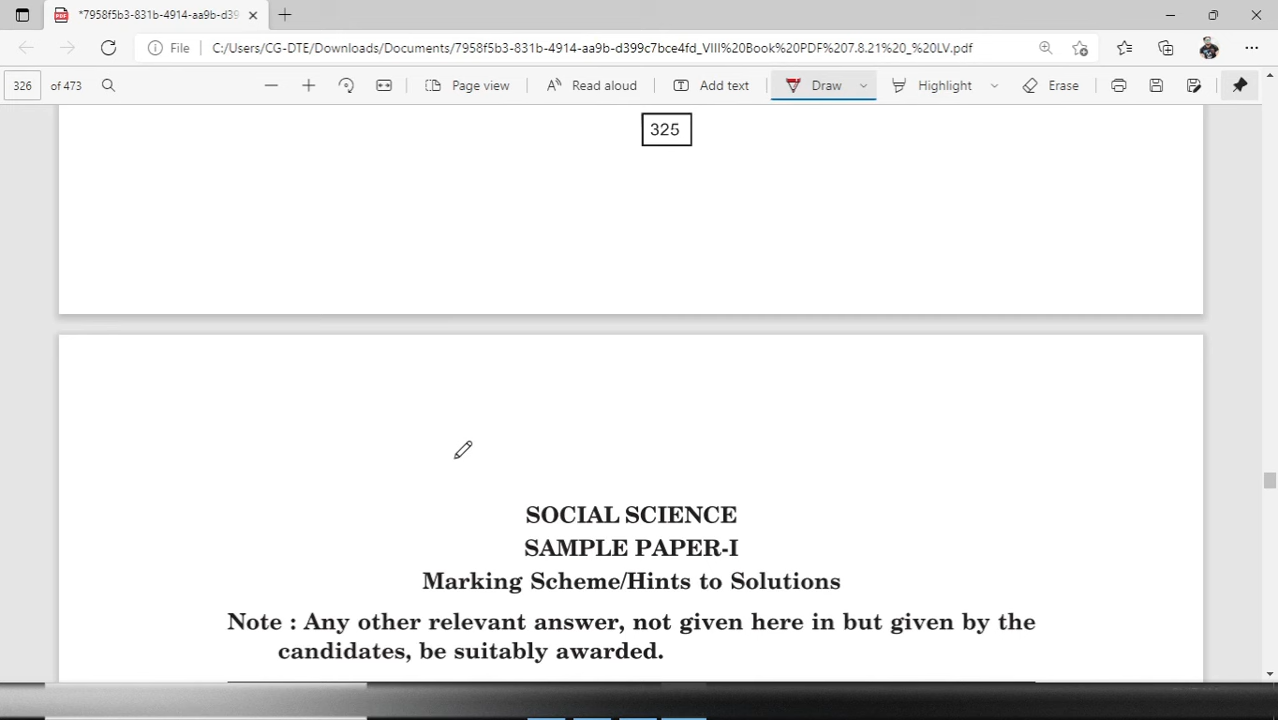 *7958f5b3-831b-4914-aa9b-d39
File C:/Users/CG-DTE/Downloads/Documents/7958f5b3-831b-4914-aa9b-d399c7bce4fd_VIII%20Book%20PDF%207.8.21%20_%20LV.pdf
326 of 473 Page view Read aloud Add text Draw Highlight Erase
325
SOCIAL SCIENCE
SAMPLE PAPER-I
Marking Scheme/Hints to Solutions
Note : Any other relevant answer, not given here in but given by the
candidates, be suitably awarded.